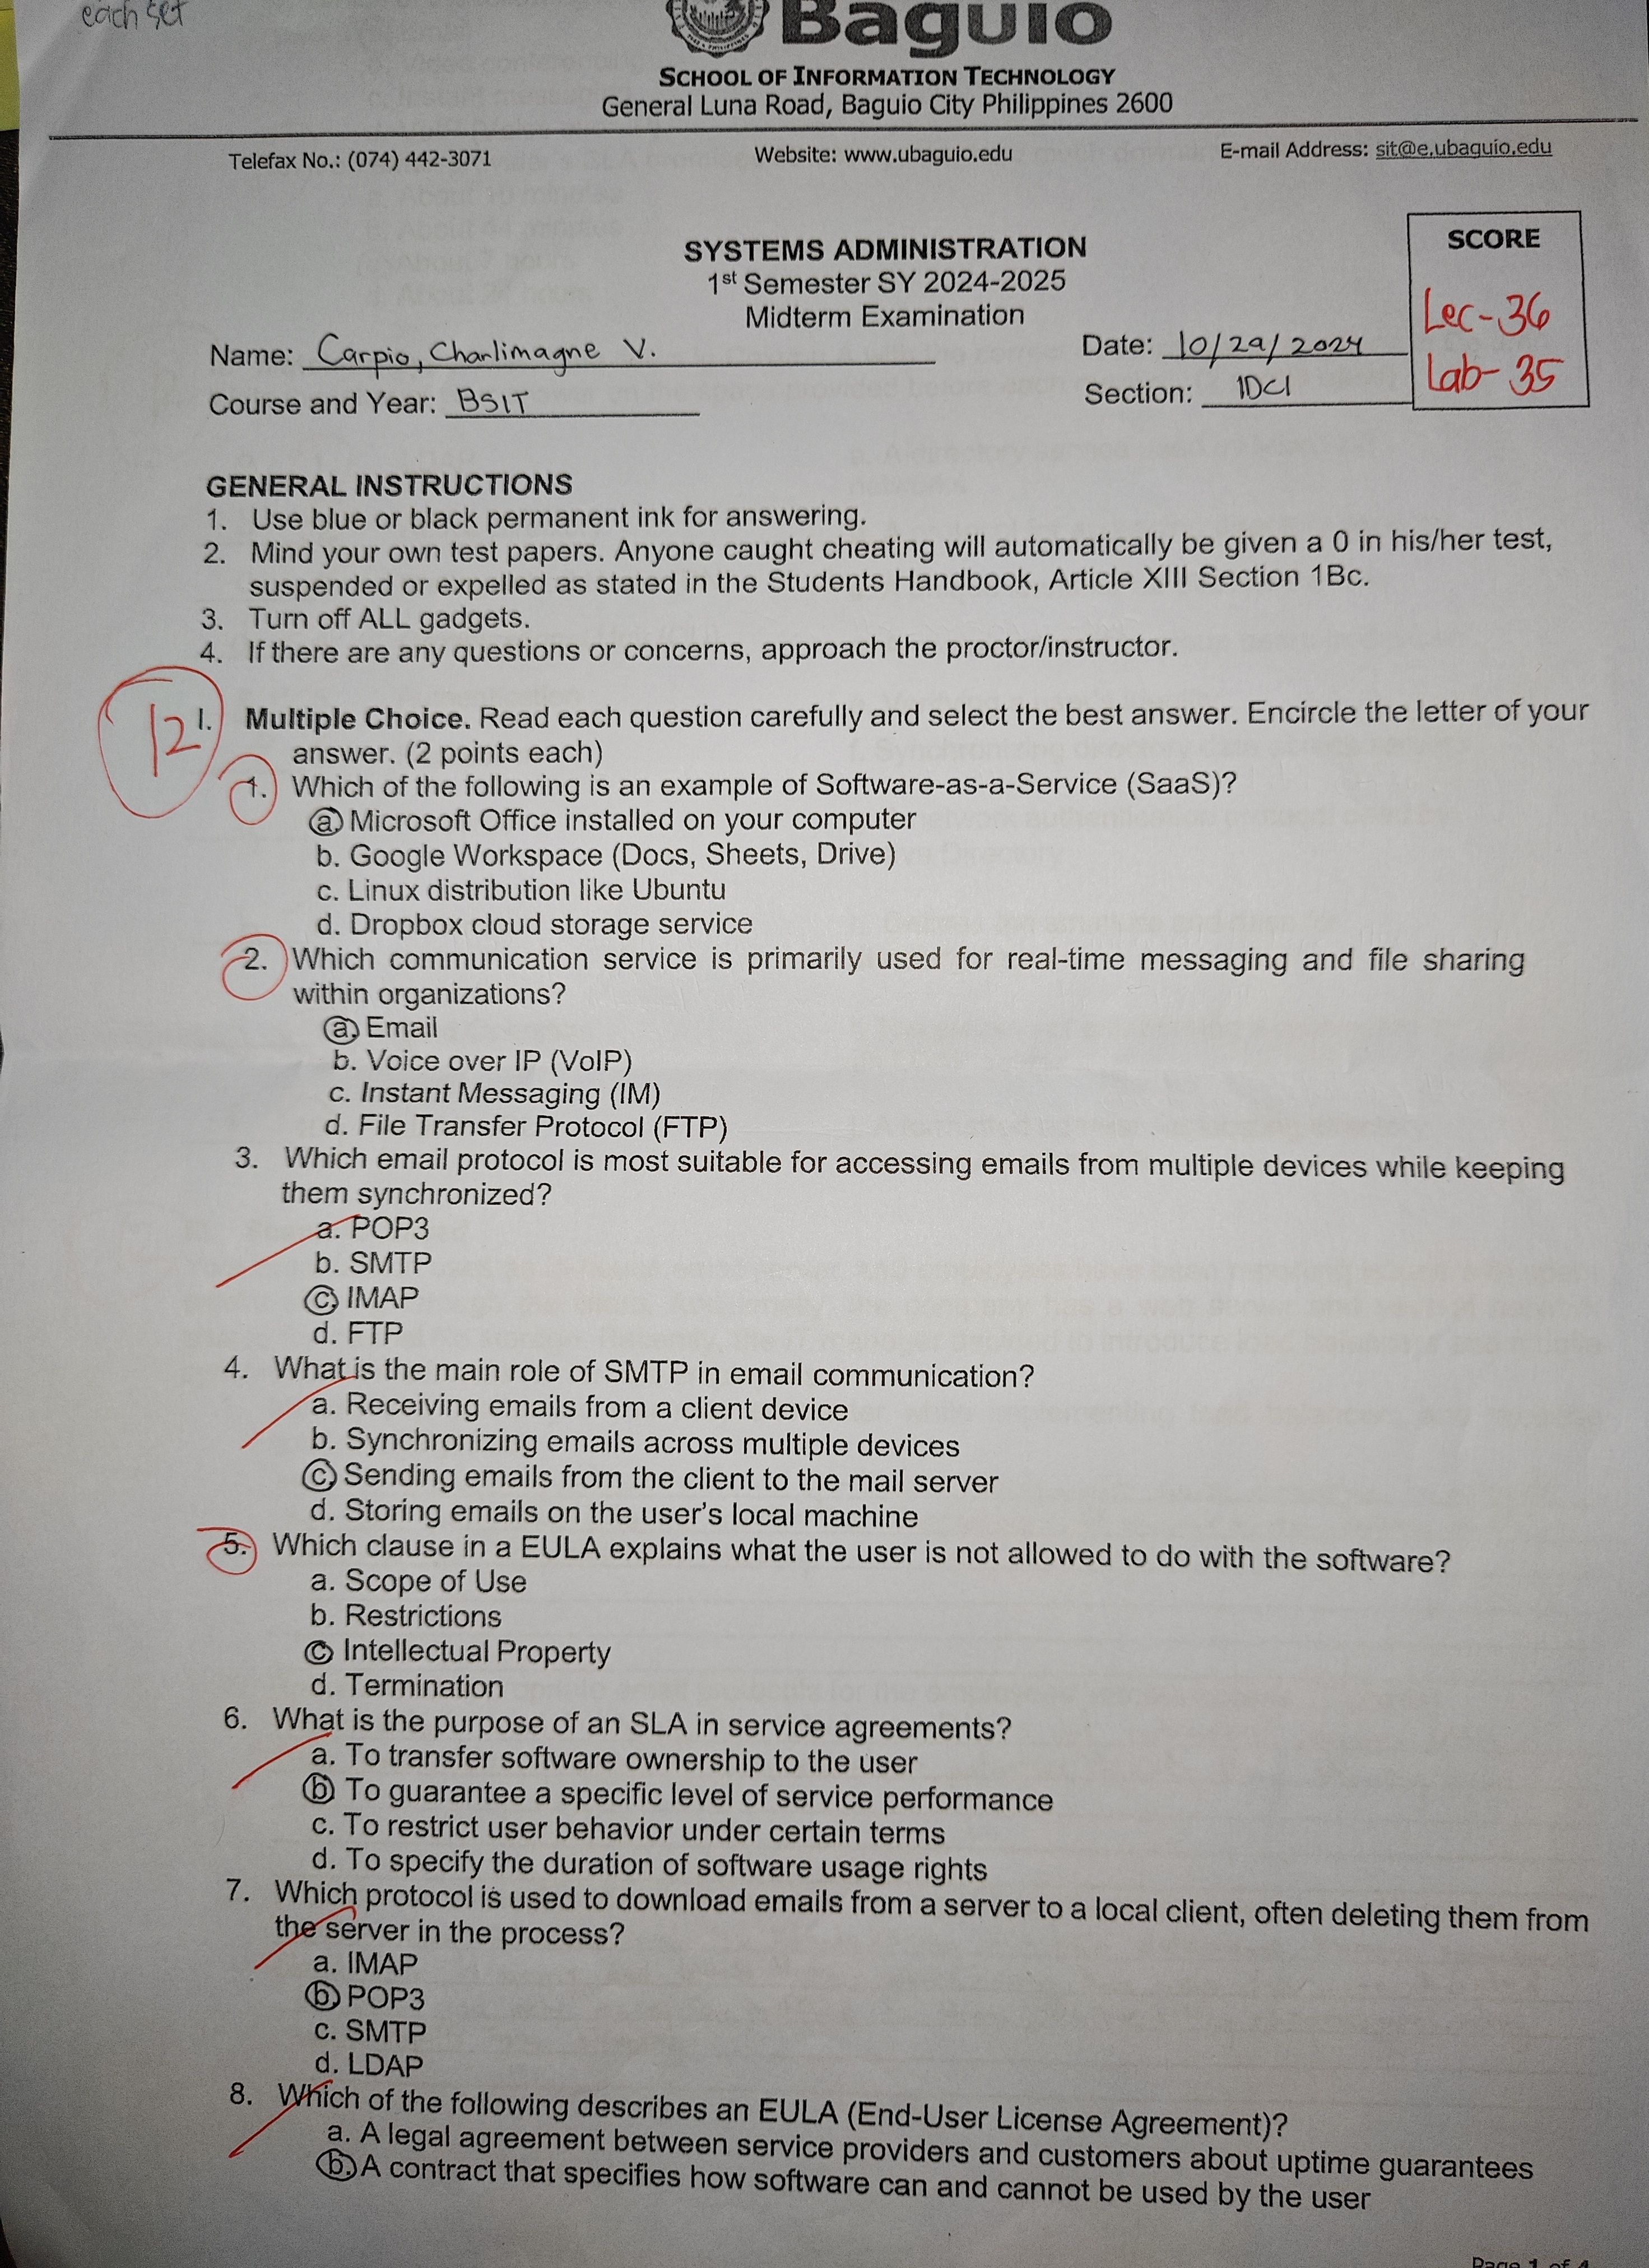 each set
Baguio
SCHOOL OF INFORMATION TECHNOLOGY
General Luna Road, Baguio City Philippines 2600
Telefax No.: (074) 442-3071 Website: www.ubaguio.edu E-mail Address: sit@e.ubaguio.edu
SCORE
SYSTEMS ADMINISTRATION
1st Semester SY 2024-2025
Lec-36
Midterm Examination
Name: Carpio, Charlimagne V. Date: 10/29/2024
Lab-35
Course and Year: BSIT Section: IDC1
GENERAL INSTRUCTIONS
1. Use blue or black permanent ink for answering.
2. Mind your own test papers. Anyone caught cheating will automatically be given a 0 in his/her test,
suspended or expelled as stated in the Students Handbook, Article XIII Section 1Bc.
3. Turn off ALL gadgets.
4. If there are any questions or concerns, approach the proctor/instructor.
12
I. Multiple Choice. Read each question carefully and select the best answer. Encircle the letter of your
answer. (2 points each)
1. Which of the following is an example of Software-as-a-Service (SaaS)?
a. Microsoft Office installed on your computer
b. Google Workspace (Docs, Sheets, Drive)
c. Linux distribution like Ubuntu
d. Dropbox cloud storage service
2. Which communication service is primarily used for real-time messaging and file sharing
within organizations?
a. Email
b. Voice over IP (VoIP)
c. Instant Messaging (IM)
d. File Transfer Protocol (FTP)
3. Which email protocol is most suitable for accessing emails from multiple devices while keeping
them synchronized?
a. POP3
b. SMTP
c. IMAP
d. FTP
4. What is the main role of SMTP in email communication?
a. Receiving emails from a client device
b. Synchronizing emails across multiple devices
c. Sending emails from the client to the mail server
d. Storing emails on the user's local machine
5. Which clause in a EULA explains what the user is not allowed to do with the software?
a. Scope of Use
b. Restrictions
c. Intellectual Property
d. Termination
6. What is the purpose of an SLA in service agreements?
a. To transfer software ownership to the user
b. To guarantee a specific level of service performance
c. To restrict user behavior under certain terms
d. To specify the duration of software usage rights
7. Which protocol is used to download emails from a server to a local client, often deleting them from
the server in the process?
a. IMAP
b. POP3
c. SMTP
d. LDAP
8. Which of the following describes an EULA (End-User License Agreement)?
a. A legal agreement between service providers and customers about uptime guarantees
b. A contract that specifies how software can and cannot be used by the user
Page 1 of 4